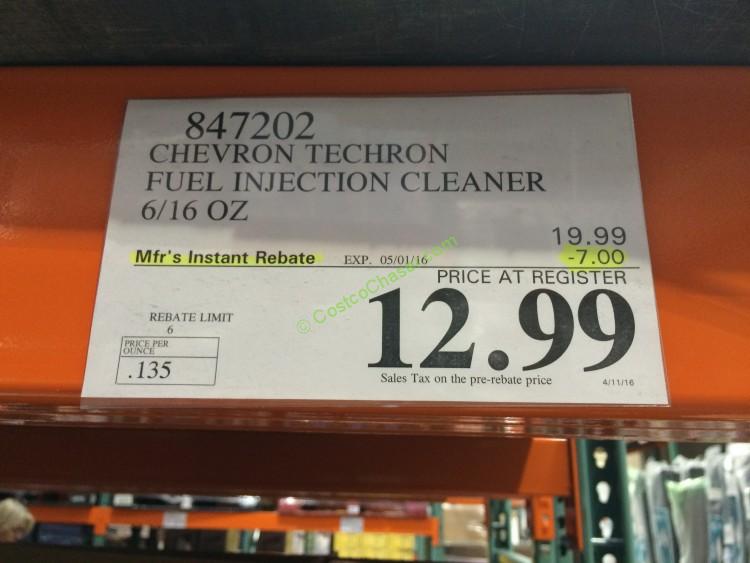 847202
CHEVRON TECHRON
FUEL INJECTION CLEANER
6/16 OZ
19.99
Mfr's Instant Rebate EXP. 05/01/16 -7.00
PRICE AT REGISTER
12.99
REBATE LIMIT
6
PRICE PER
OUNCE
.135
Sales Tax on the pre-rebate price 4/11/16
© CostcoChaser.com